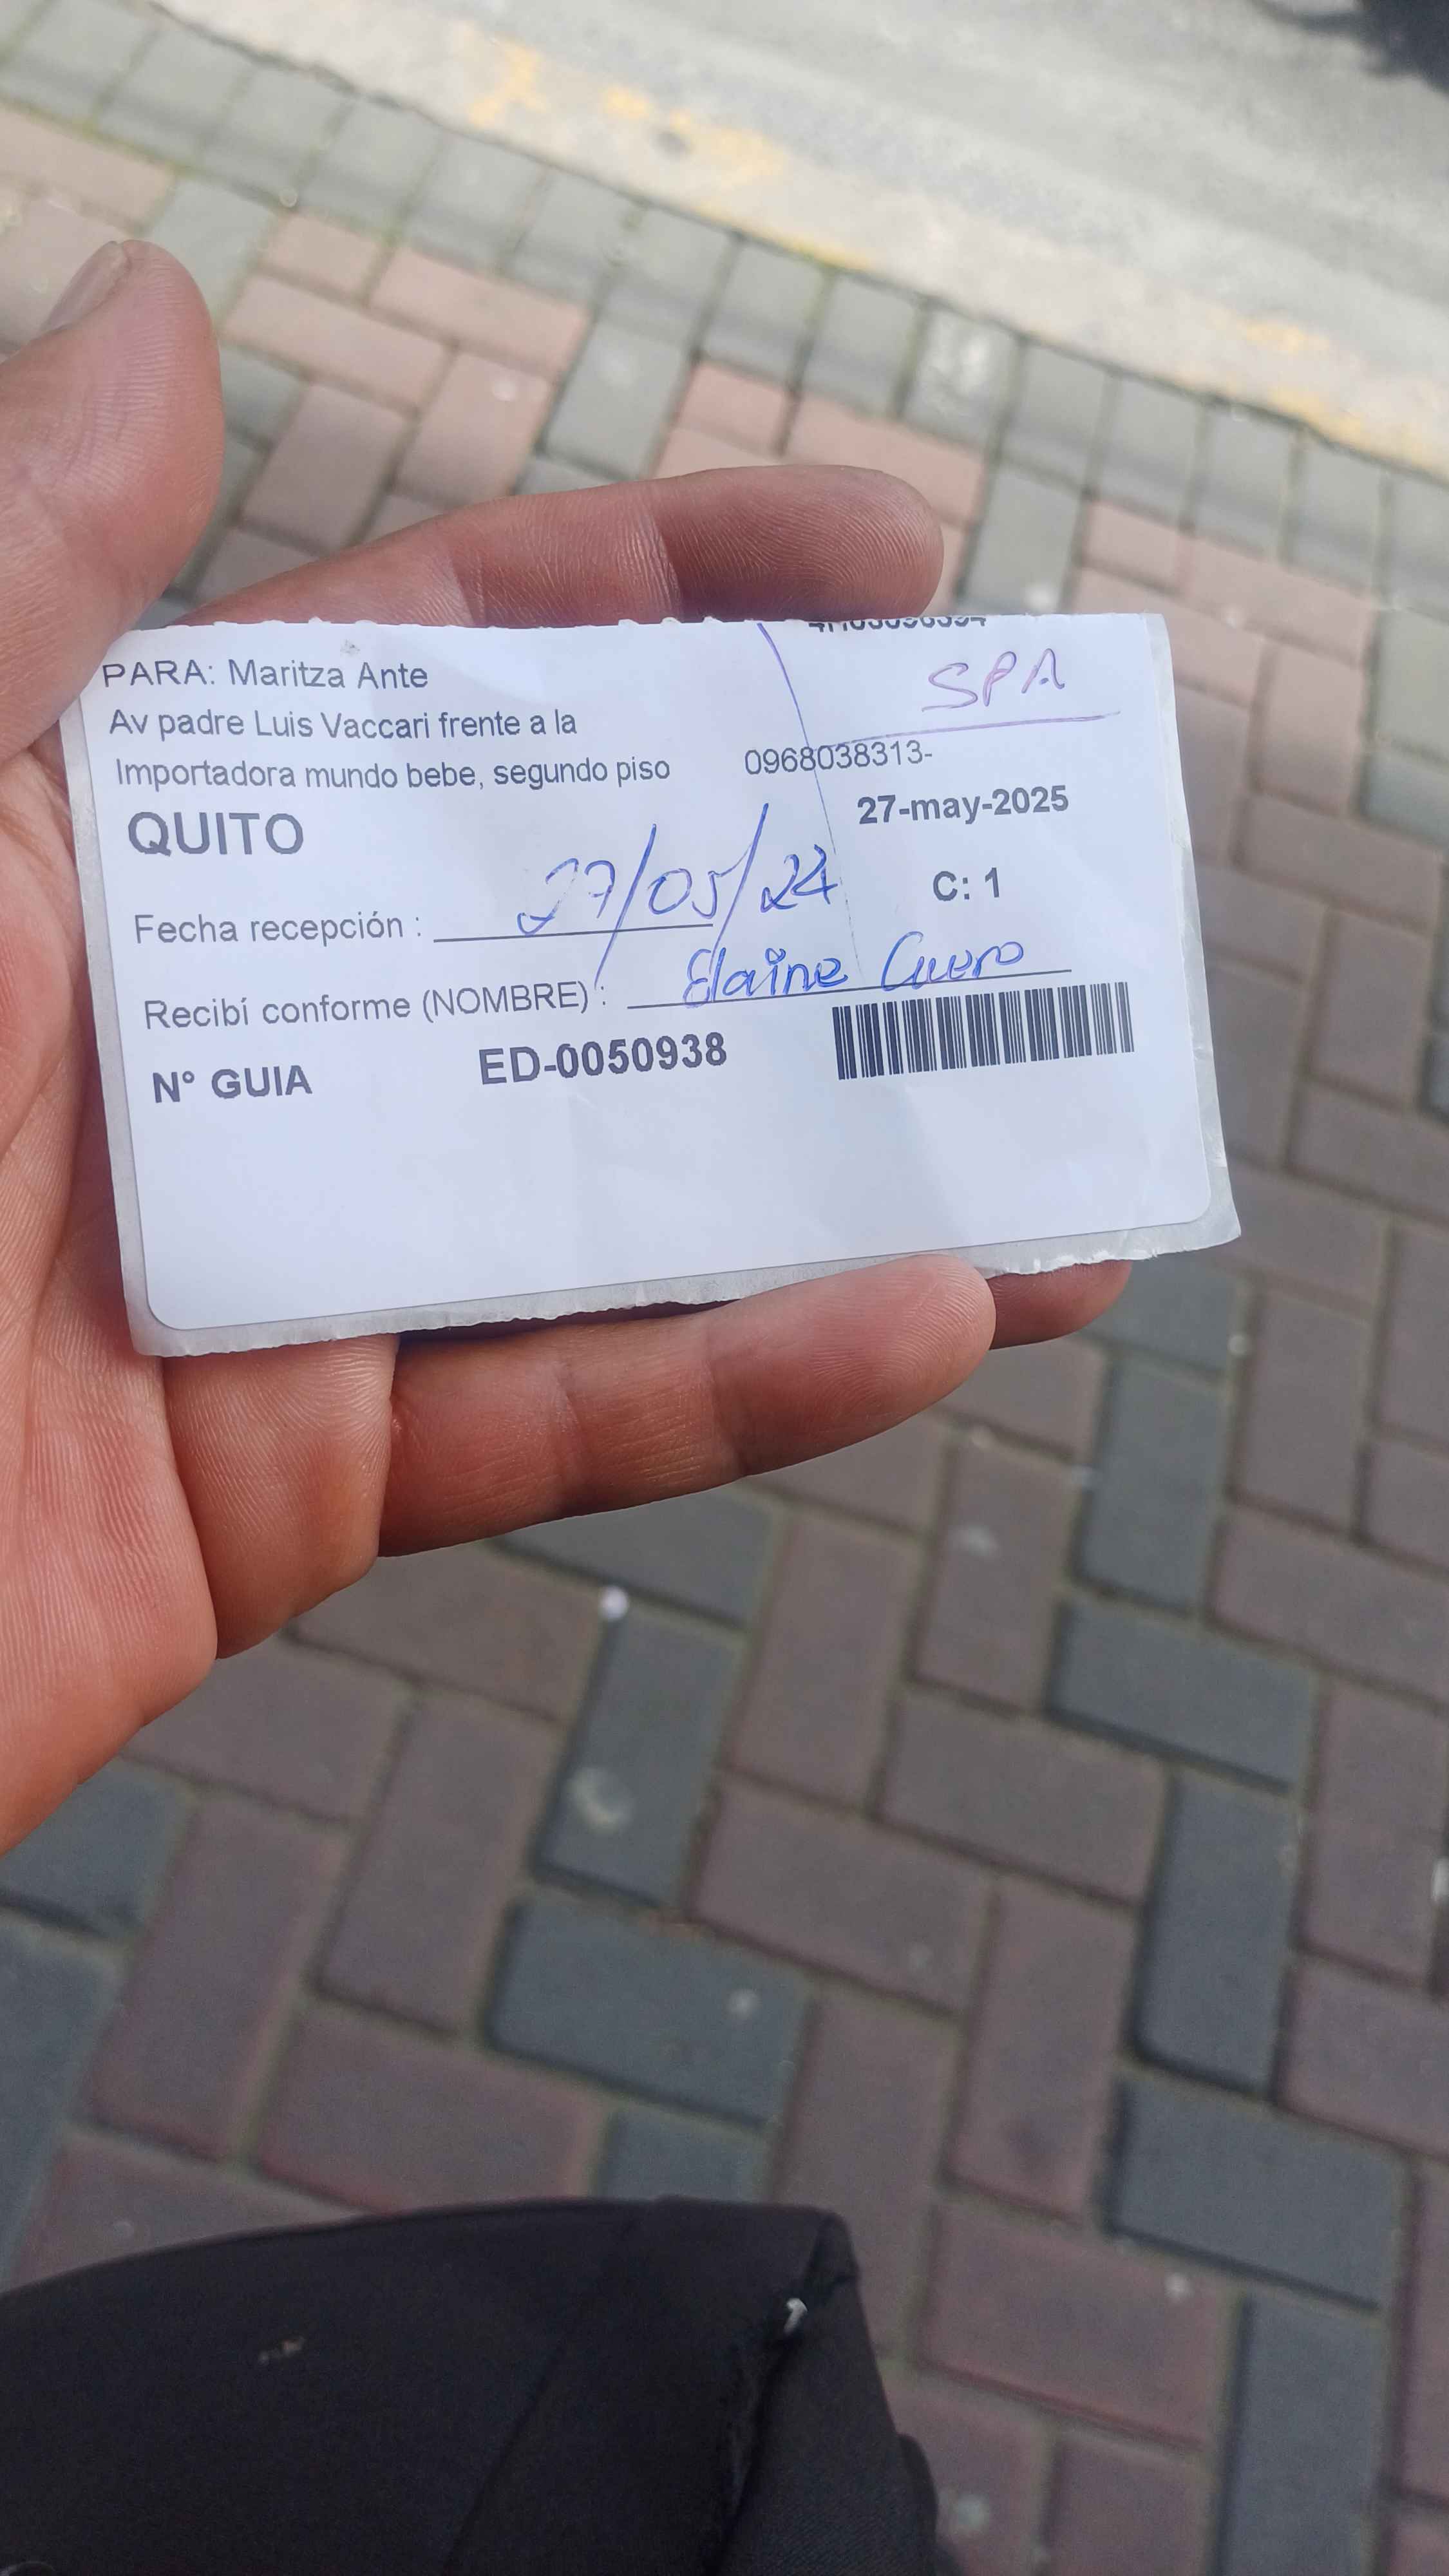 PARA: Maritza Ante
SPA
Av padre Luis Vaccari frente a la
Importadora mundo bebe, segundo piso 0968038313-
QUITO 27-may-2025
Fecha recepción : 27/05/24 C: 1
Recibí conforme (NOMBRE) : Elaine Cuero
N° GUIA ED-0050938